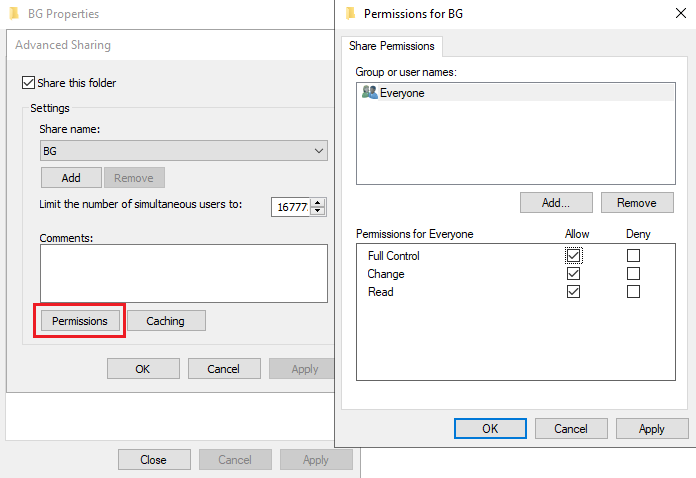 BG Properties
Advanced Sharing
Share this folder
Settings
Share name:
BG
Add
Remove
Limit the number of simultaneous users to:
16777
Comments:
Permissions
Caching
OK
Cancel
Apply
Close
Cancel
Apply
Permissions for BG
Share Permissions
Group or user names:
Everyone
Add...
Remove
Permissions for Everyone Allow Deny
Full Control
Change
Read
OK
Cancel
Apply